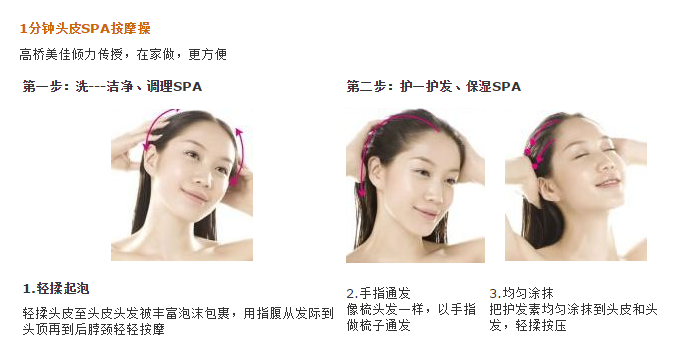 1分钟头皮SPA按摩操
高桥美佳倾力传授，在家做，更方便
第一步：洗---洁净、调理SPA
第二步：护一护发、保湿SPA
1.轻揉起泡
轻揉头皮至头皮头发被丰富泡沫包裹，用指腹从发际到
头顶再到后脖颈轻轻按摩
2.手指通发
像梳头发一样，以手指
做梳子通发
3.均匀涂抹
把护发素均匀涂抹到头皮和头
发，轻揉按压